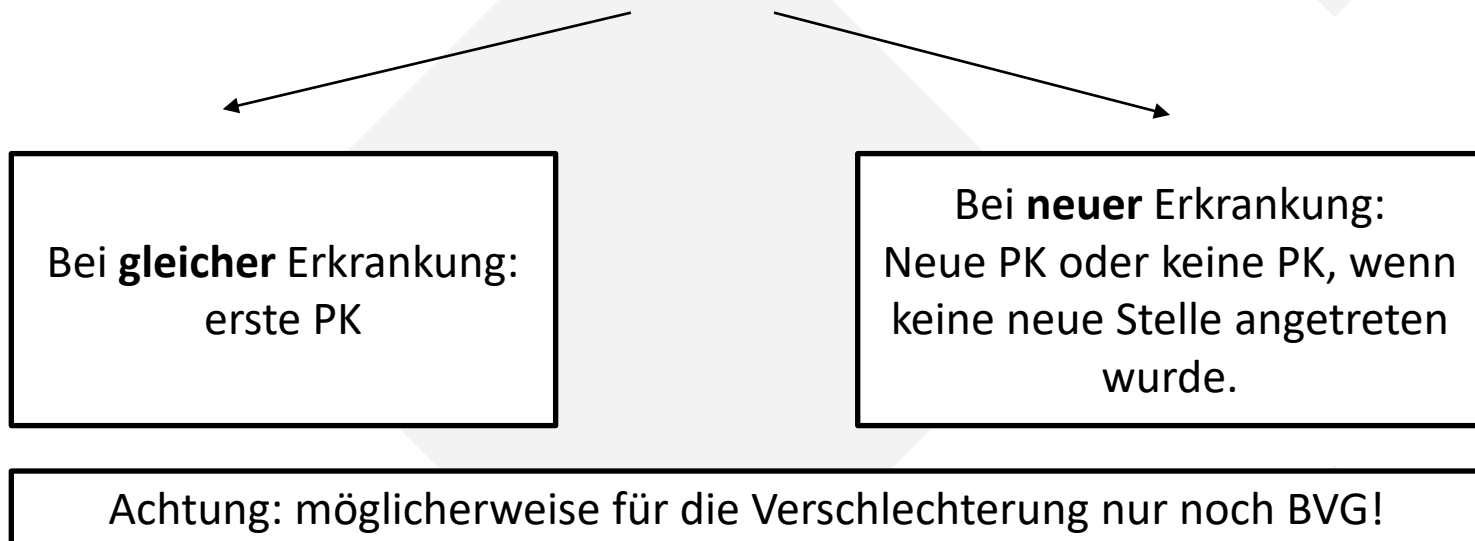 Bei gleicher Erkrankung:
erste PK
Bei neuer Erkrankung:
Neue PK oder keine PK, wenn
keine neue Stelle angetreten
wurde.
Achtung: möglicherweise für die Verschlechterung nur noch BVG!